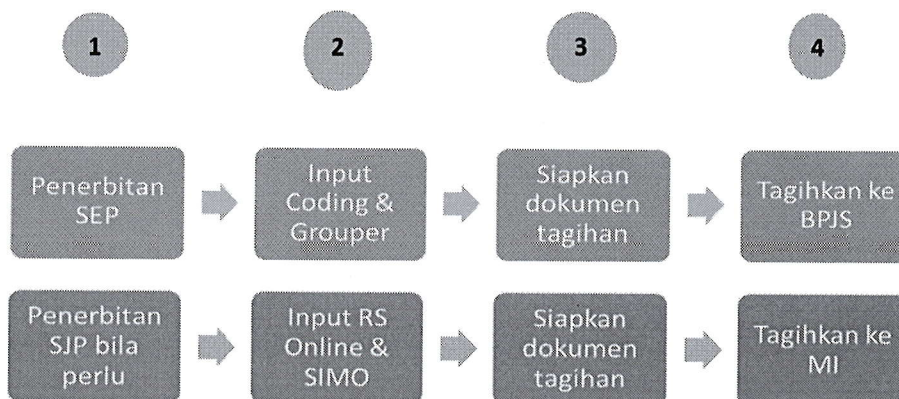 1
2
3
4
Penerbitan
SEP
Input
Coding &
Grouper
Siapkan
dokumen
tagihan
Tagihkan ke
BPJS
Penerbitan
SJP bila
perlu
Input RS
Online &
SIMO
Siapkan
dokumen
tagihan
Tagihkan ke
MI